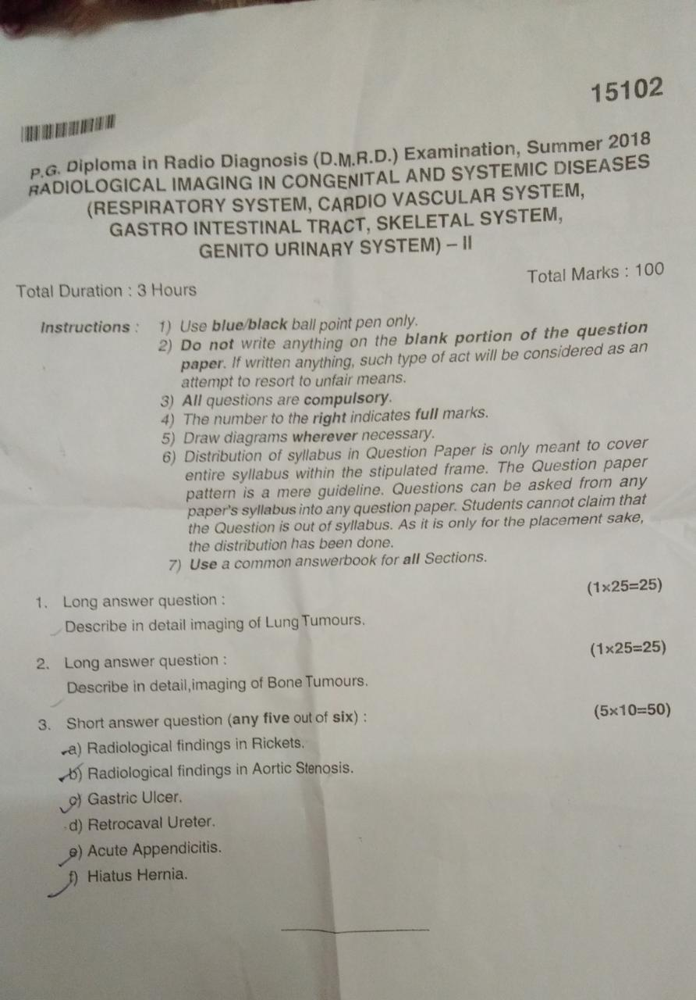 15102
P.G. Diploma in Radio Diagnosis (D.M.R.D.) Examination, Summer 2018
RADIOLOGICAL IMAGING IN CONGENITAL AND SYSTEMIC DISEASES
(RESPIRATORY SYSTEM, CARDIO VASCULAR SYSTEM,
GASTRO INTESTINAL TRACT, SKELETAL SYSTEM,
GENITO URINARY SYSTEM) – II
Total Duration : 3 Hours Total Marks : 100
Instructions : 1) Use blue/black ball point pen only.
2) Do not write anything on the blank portion of the question
paper. If written anything, such type of act will be considered as an
attempt to resort to unfair means.
3) All questions are compulsory.
4) The number to the right indicates full marks.
5) Draw diagrams wherever necessary.
6) Distribution of syllabus in Question Paper is only meant to cover
entire syllabus within the stipulated frame. The Question paper
pattern is a mere guideline. Questions can be asked from any
paper's syllabus into any question paper. Students cannot claim that
the Question is out of syllabus. As it is only for the placement sake,
the distribution has been done.
7) Use a common answerbook for all Sections.
1. Long answer question : (1×25=25)
Describe in detail imaging of Lung Tumours.
2. Long answer question : (1×25=25)
Describe in detail,imaging of Bone Tumours.
3. Short answer question (any five out of six) : (5×10=50)
a) Radiological findings in Rickets.
b) Radiological findings in Aortic Stenosis.
c) Gastric Ulcer.
d) Retrocaval Ureter.
e) Acute Appendicitis.
f) Hiatus Hernia.